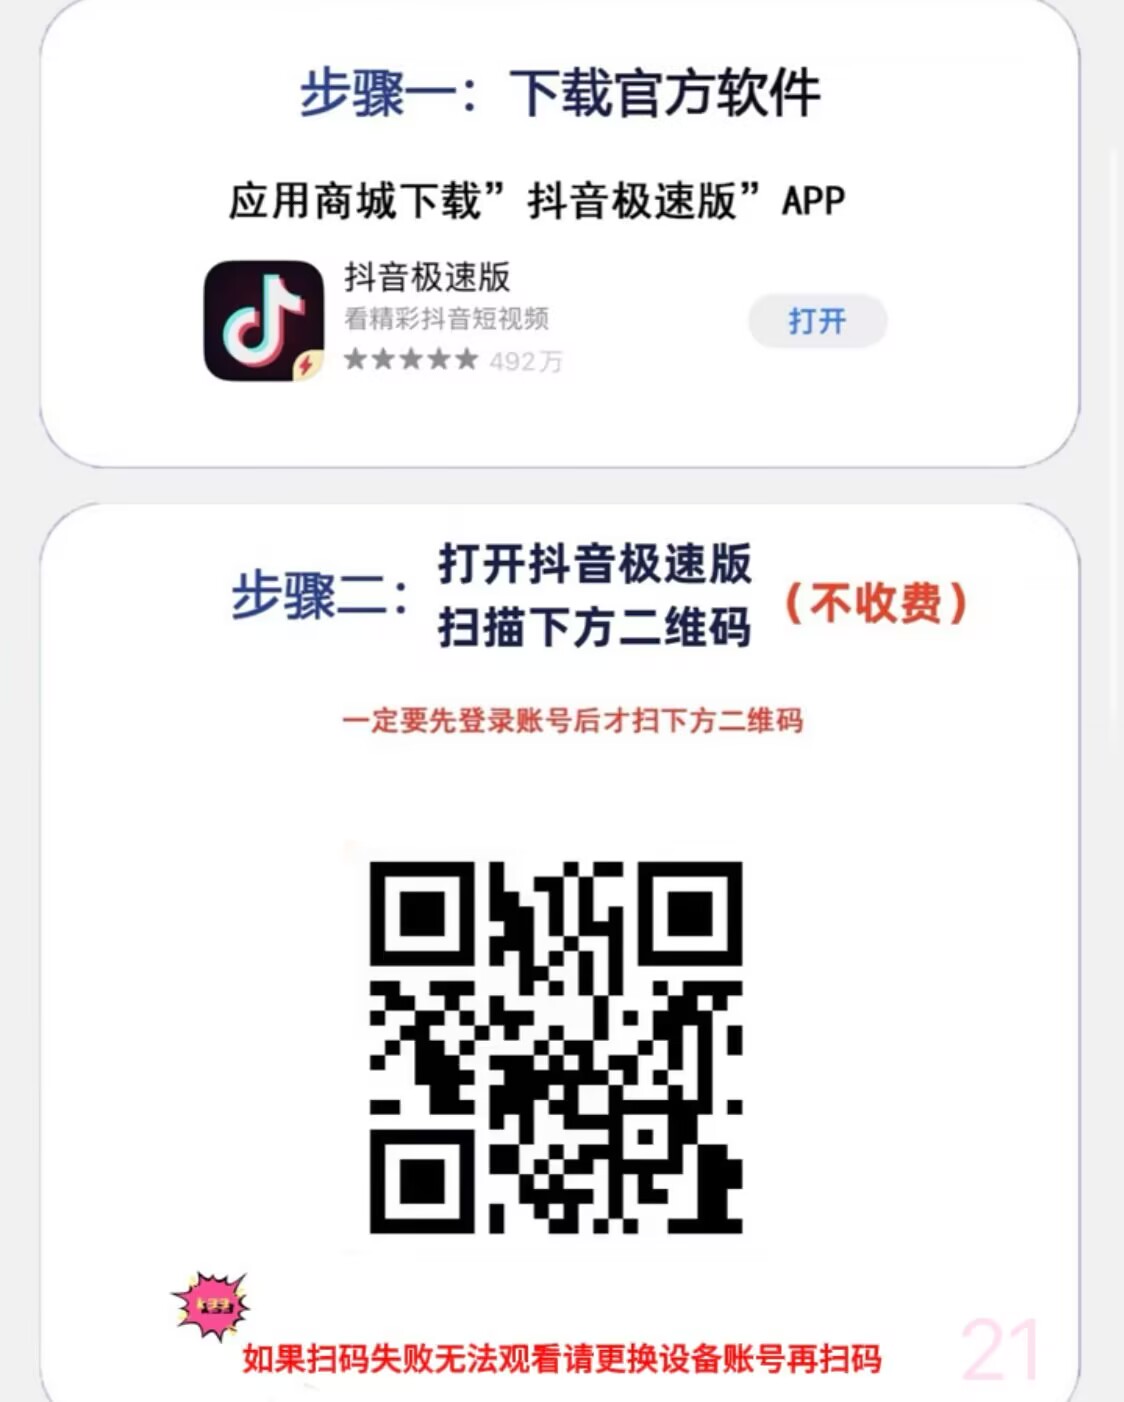 步骤一：下载官方软件
应用商城下载”抖音极速版”APP
抖音极速版
看精彩抖音短视频
492万
打开
步骤二：
打开抖音极速版
扫描下方二维码
（不收费）
一定要先登录账号后才扫下方二维码
如果扫码失败无法观看请更换设备账号再扫码
21